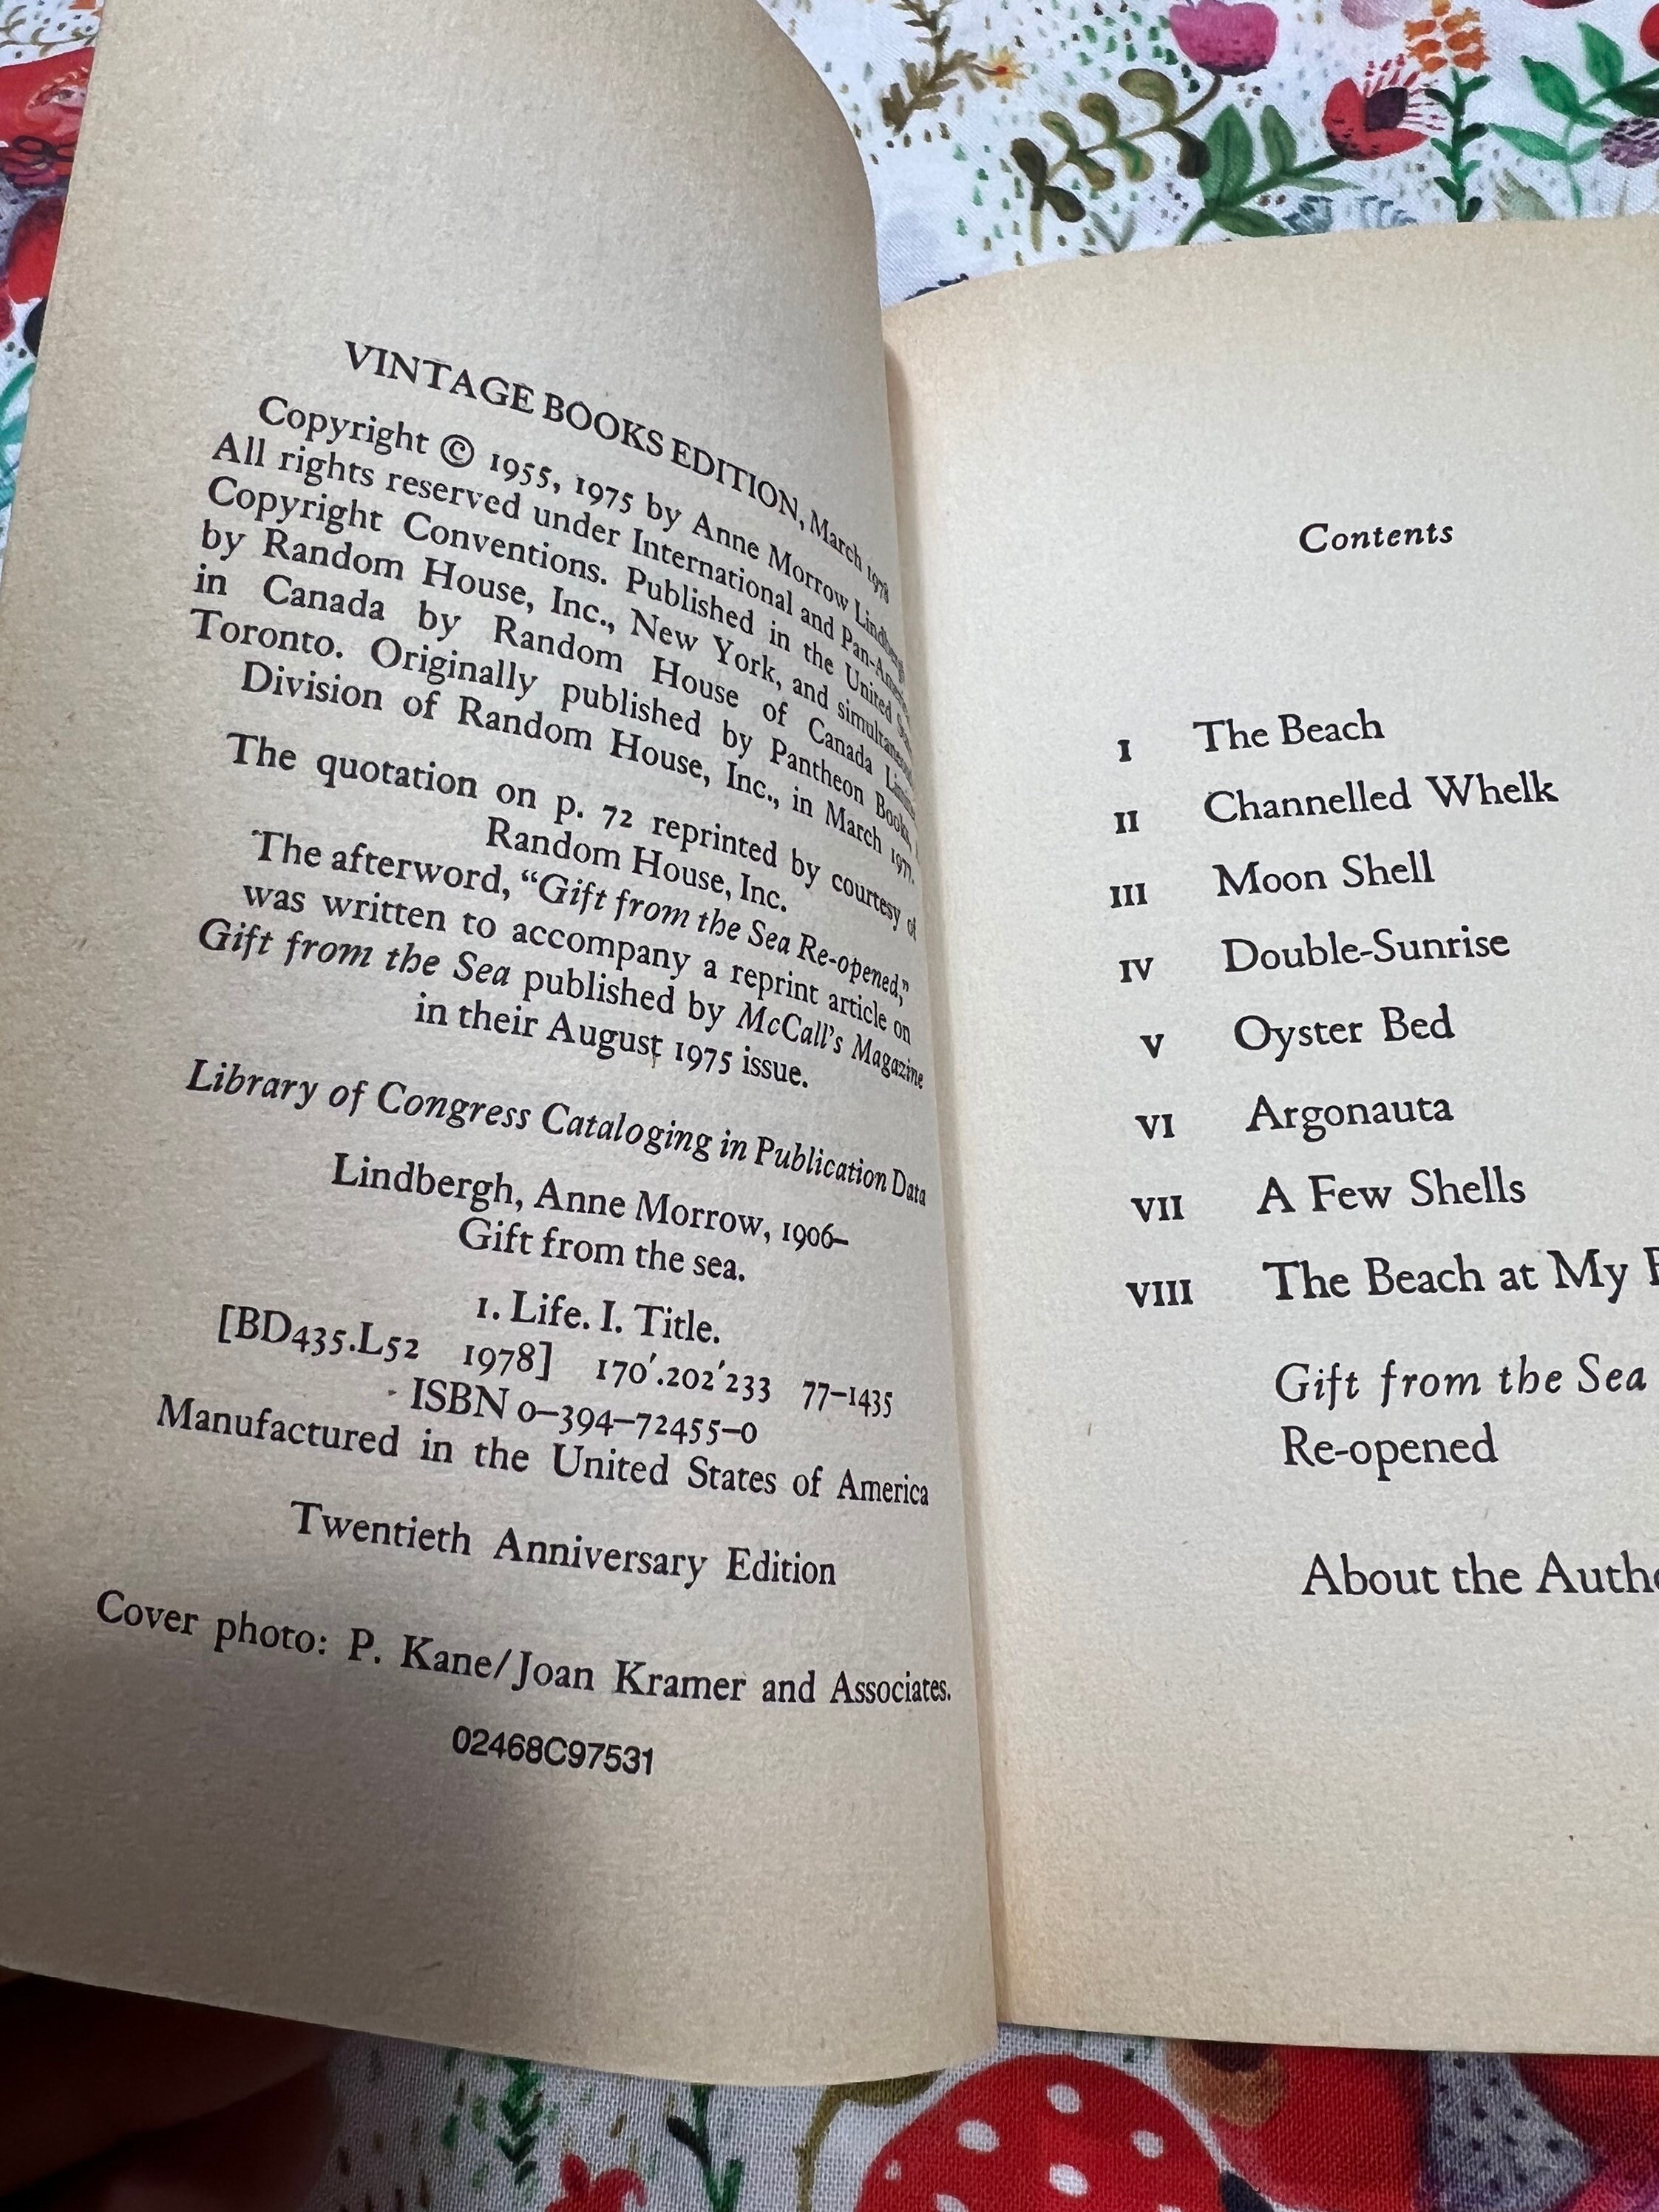 VINTAGE BOOKS EDITION, March 1978
Copyright © 1955, 1975 by Anne Morrow
All rights reserved under International and
Copyright Conventions. Published in the United
by Random House, Inc., New York, and
in Canada by Random House of Canada
Toronto. Originally published by Pantheon Books,
Division of Random House, Inc., in March 1977.
The quotation on p. 72 reprinted by courtesy of
Random House, Inc.
The afterword, “Gift from the Sea Re-opened,”
was written to accompany a reprint article on
Gift from the Sea published by McCall’s Magazine
in their August 1975 issue.
Library of Congress Cataloging in Publication Data
Lindbergh, Anne Morrow, 1906–
Gift from the sea.
1. Life. I. Title.
[BD435.L52 1978] 170′.202′233 77–1435
ISBN 0–394–72455–0
Manufactured in the United States of America
Twentieth Anniversary Edition
Cover photo: P. Kane/Joan Kramer and Associates.
02468C97531
Contents
I The Beach
II Channelled Whelk
III Moon Shell
IV Double-Sunrise
V Oyster Bed
VI Argonauta
VII A Few Shells
VIII The Beach at My
Gift from the Sea
Re-opened
About the